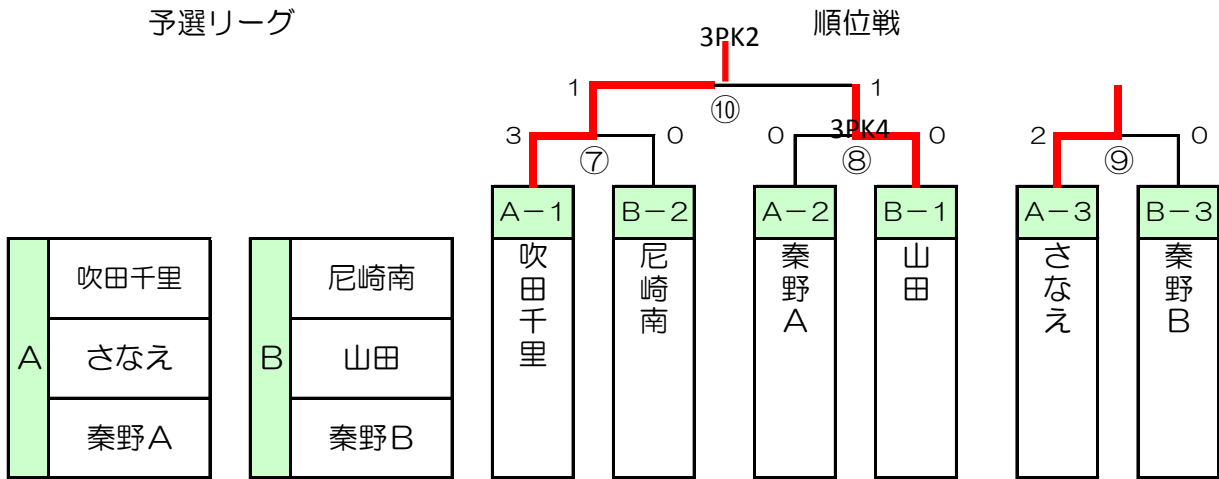 予選リーグ
順位戦
3PK2
1
⑩
1
3
⑦
0
0
3PK4
⑧
0
2
⑨
0
A-1
B-2
A-2
B-1
A-3
B-3
吹田千里
尼崎南
秦野A
山田
さなえ
秦野B
A
吹田千里
さなえ
秦野A
B
尼崎南
山田
秦野B